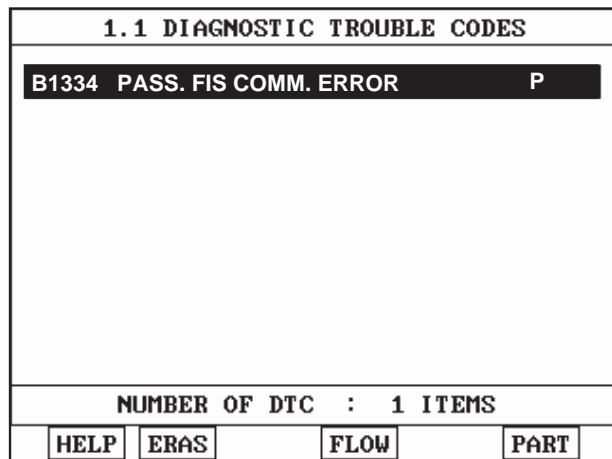 1.1 DIAGNOSTIC TROUBLE CODES
B1334 PASS. FIS COMM. ERROR P
NUMBER OF DTC : 1 ITEMS
HELP ERAS FLOW PART